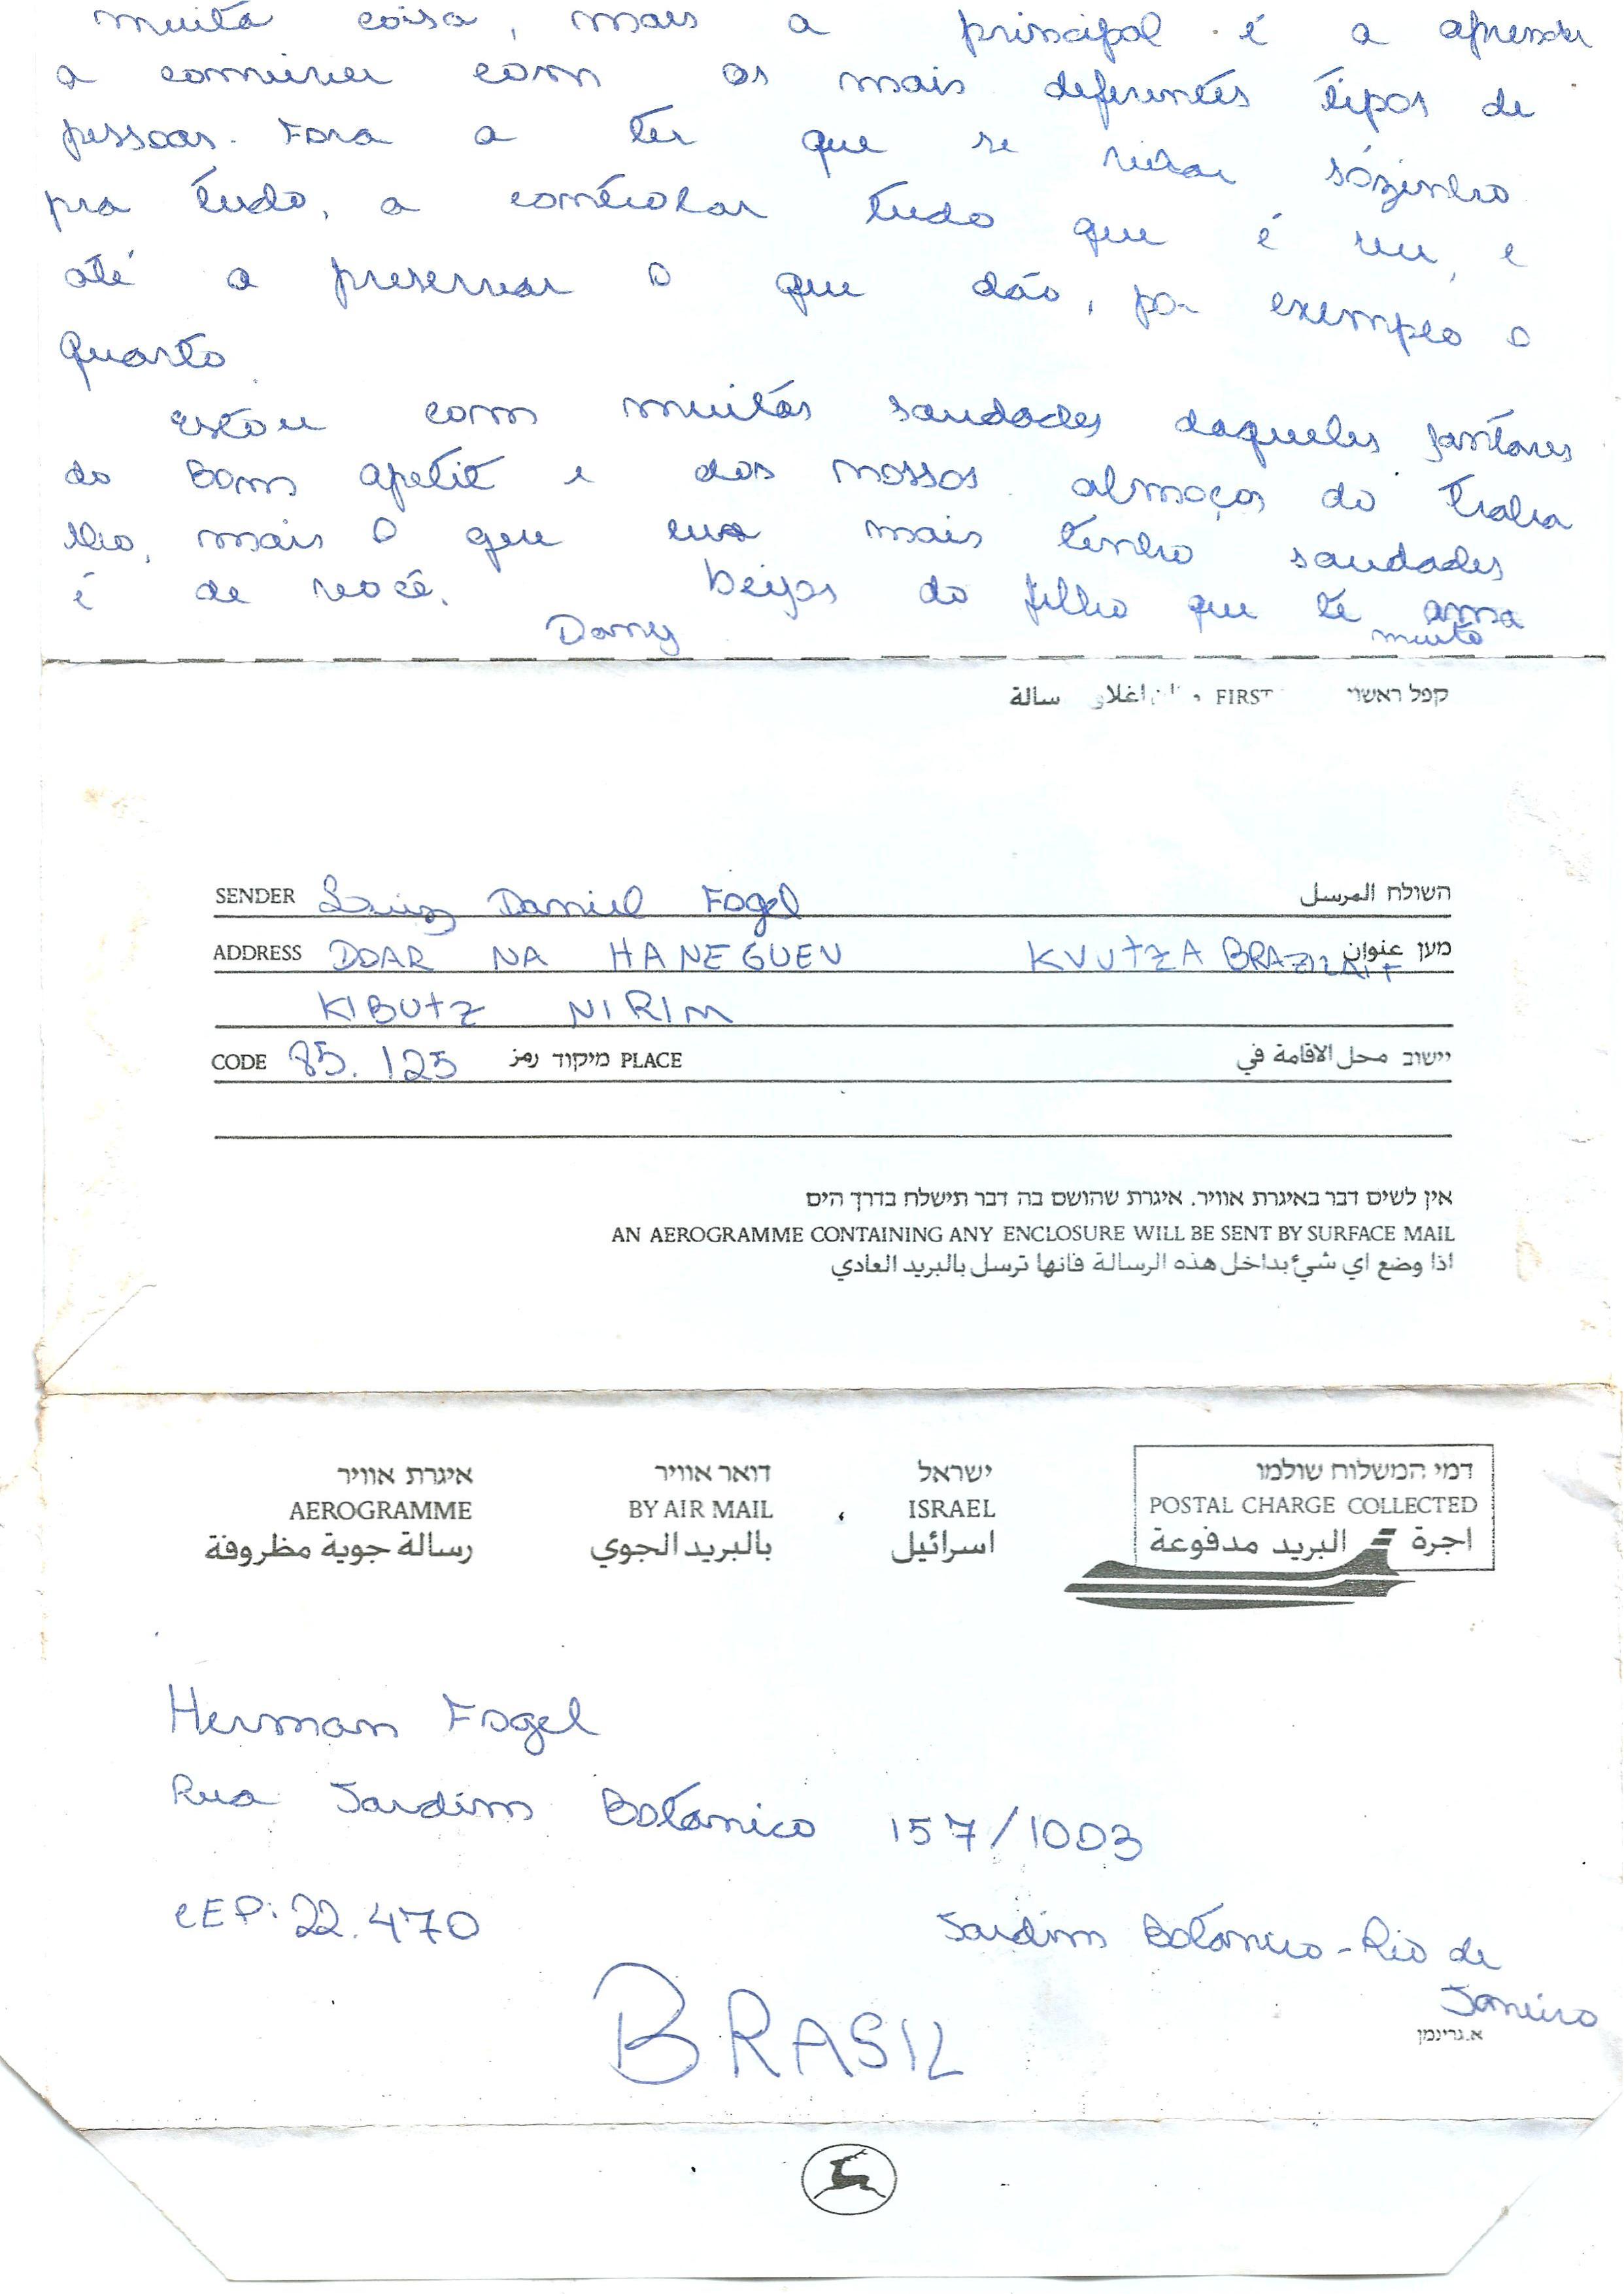 muita coisa, mais a principal é a aprender
a conviver com os mais deferentes tipos de
pessoas. Fora a ter que se virar sózinho
pra tudo, a controlar tudo que é seu, e
até a preservar o que dão, por exemplo o
quarto
Estou com muitas saudades daqueles jantares
do Bom apetit e dos nossos almoços do traba
lho, mais o que eu mais tenho saudades
é de você. beijos do filho que te ama
muito
Dany
קפל ראשון FIRST اغلاق سالة
SENDER Luiz Daniel Fogel השולח المرسل
ADDRESS DOAR NA HANEGUEV KVUTZA BRAZILAIT מען عنوان
KIBUTZ NIRIM
CODE 85.125 מיקוד رمز PLACE יישוב محل الاقامة في
אין לשים דבר באיגרת אוויר. איגרת שהושם בה דבר תישלח בדרך הים
AN AEROGRAMME CONTAINING ANY ENCLOSURE WILL BE SENT BY SURFACE MAIL
اذا وضع اي شيء بداخل هذه الرسالة فانها ترسل بالبريد العادي
איגרת אוויר דואר אוויר ישראל דמי המשלוח שולמו
AEROGRAMME BY AIR MAIL ISRAEL POSTAL CHARGE COLLECTED
رسالة جوية مظروفة بالبريد الجوي اسرائيل اجرة البريد مدفوعة
Herman Fogel
Rua Jardim Botanico 157/1003
CEP: 22.470 Jardim Botanico - Rio de
Janeiro
BRASIL
א.גרינמן